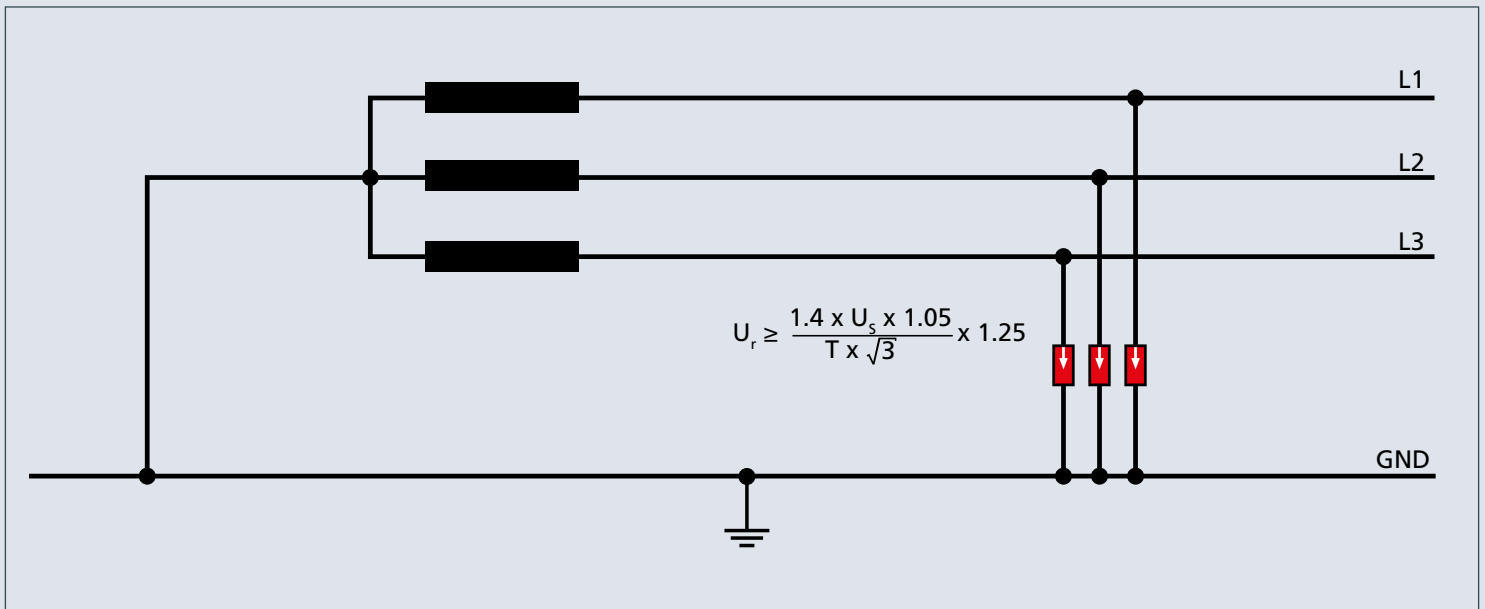 L1
L2
L3
U_r ≥ (1.4 x U_s x 1.05) / (T x √3) x 1.25
GND